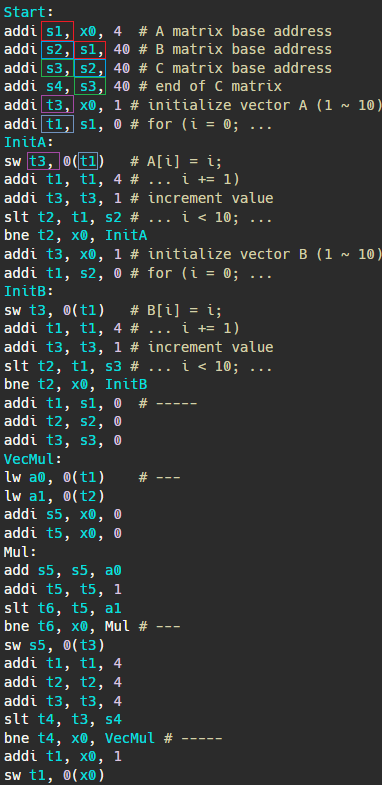 Start:
addi s1, x0, 4  # A matrix base address
addi s2, s1, 40 # B matrix base address
addi s3, s2, 40 # C matrix base address
addi s4, s3, 40 # end of C matrix
addi t3, x0, 1 # initialize vector A (1 ~ 10)
addi t1, s1, 0 # for (i = 0; ...
InitA:
sw t3, 0(t1)   # A[i] = i;
addi t1, t1, 4 # ... i += 1)
addi t3, t3, 1 # increment value
slt t2, t1, s2 # ... i < 10; ...
bne t2, x0, InitA
addi t3, x0, 1 # initialize vector B (1 ~ 10)
addi t1, s2, 0 # for (i = 0; ...
InitB:
sw t3, 0(t1)   # B[i] = i;
addi t1, t1, 4 # ... i += 1)
addi t3, t3, 1 # increment value
slt t2, t1, s3 # ... i < 10; ...
bne t2, x0, InitB
addi t1, s1, 0  # -----
addi t2, s2, 0
addi t3, s3, 0
VecMul:
lw a0, 0(t1)    # ---
lw a1, 0(t2)
addi s5, x0, 0
addi t5, x0, 0
Mul:
add s5, s5, a0
addi t5, t5, 1
slt t6, t5, a1
bne t6, x0, Mul # ---
sw s5, 0(t3)
addi t1, t1, 4
addi t2, t2, 4
addi t3, t3, 4
slt t4, t3, s4
bne t4, x0, VecMul # -----
addi t1, x0, 1
sw t1, 0(x0)